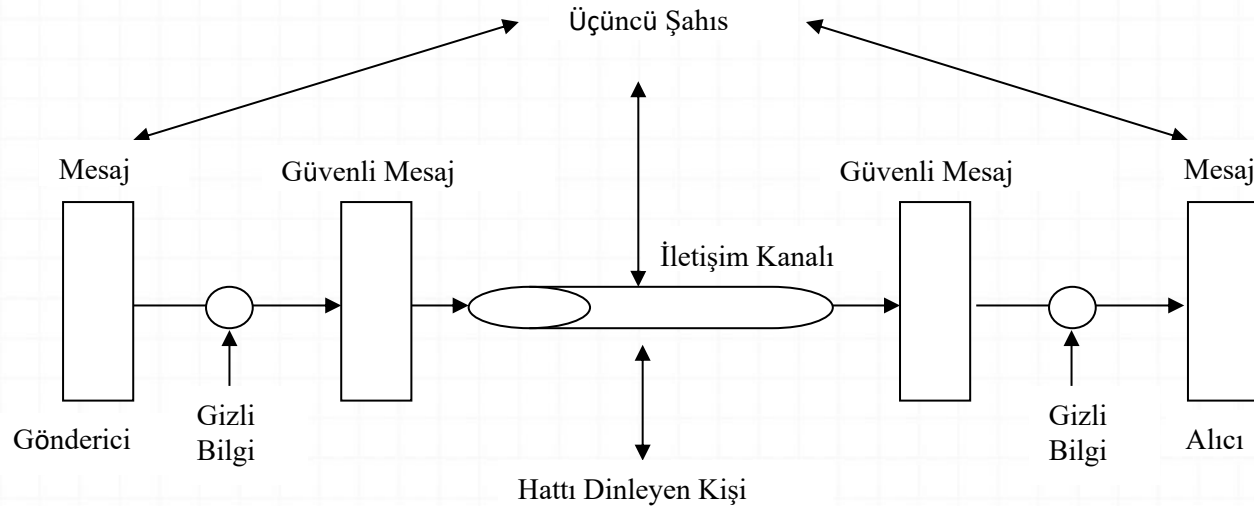 Üçüncü Şahıs
Mesaj
Güvenli Mesaj
Güvenli Mesaj
Mesaj
İletişim Kanalı
Gönderici
Gizli
Bilgi
Gizli
Bilgi
Alıcı
Hattı Dinleyen Kişi